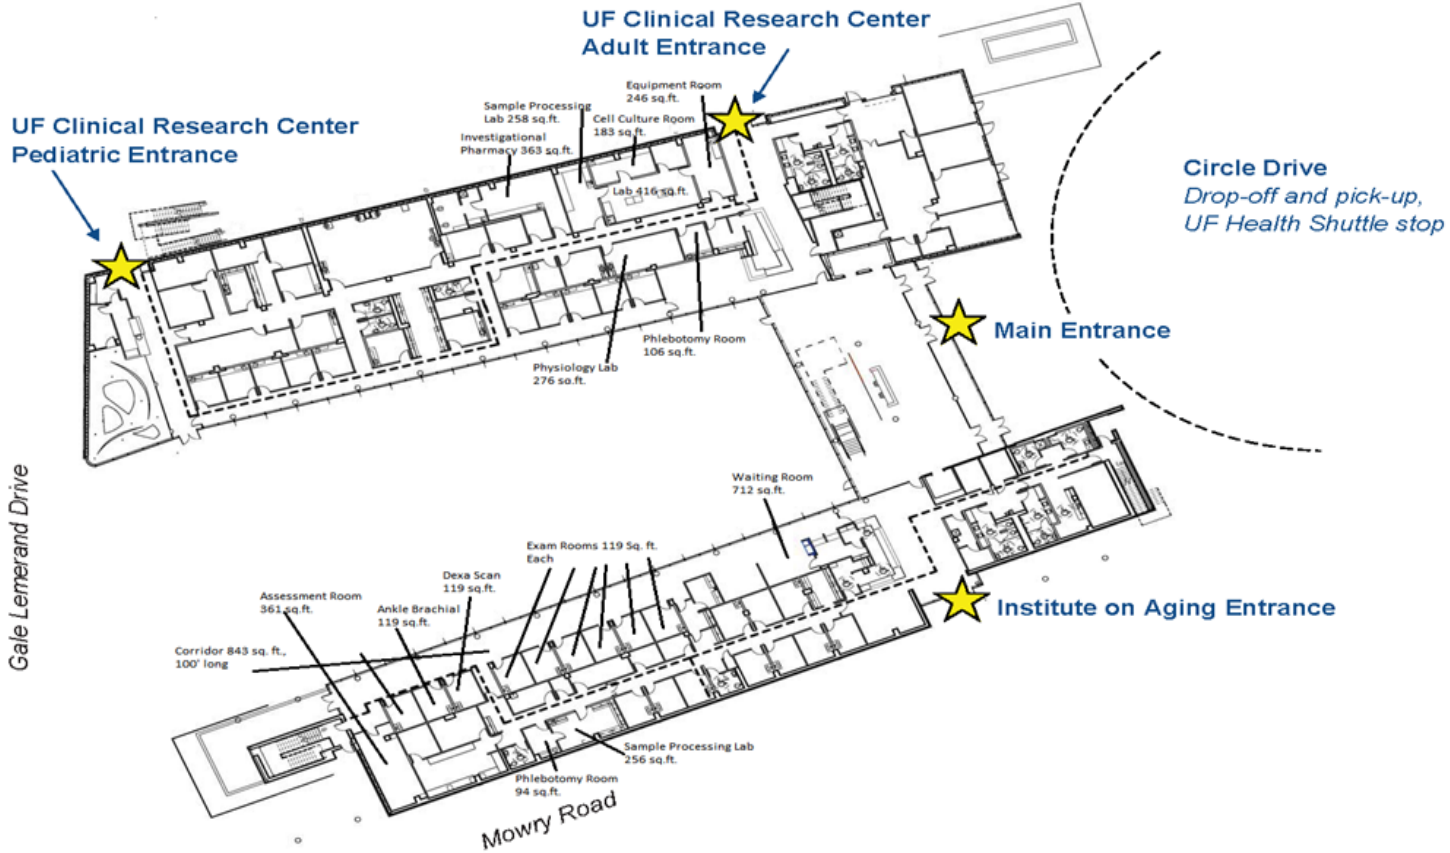 UF Clinical Research Center
Adult Entrance
Equipment Room
246 sq.ft.
Sample Processing
Lab 258 sq.ft.
Cell Culture Room
183 sq.ft.
UF Clinical Research Center
Pediatric Entrance
Investigational
Pharmacy 363 sq.ft.
Lab 416 sq.ft.
Circle Drive
Drop-off and pick-up,
UF Health Shuttle stop
Main Entrance
Phlebotomy Room
106 sq.ft.
Physiology Lab
276 sq.ft.
Gale Lemerand Drive
Waiting Room
712 sq.ft.
Exam Rooms 119 Sq. ft.
Each
Dexa Scan
119 sq.ft.
Assessment Room
361 sq.ft.
Ankle Brachial
119 sq.ft.
Institute on Aging Entrance
Corridor 843 sq. ft.,
100' long
Sample Processing Lab
256 sq.ft.
Phlebotomy Room
94 sq.ft.
Mowry Road